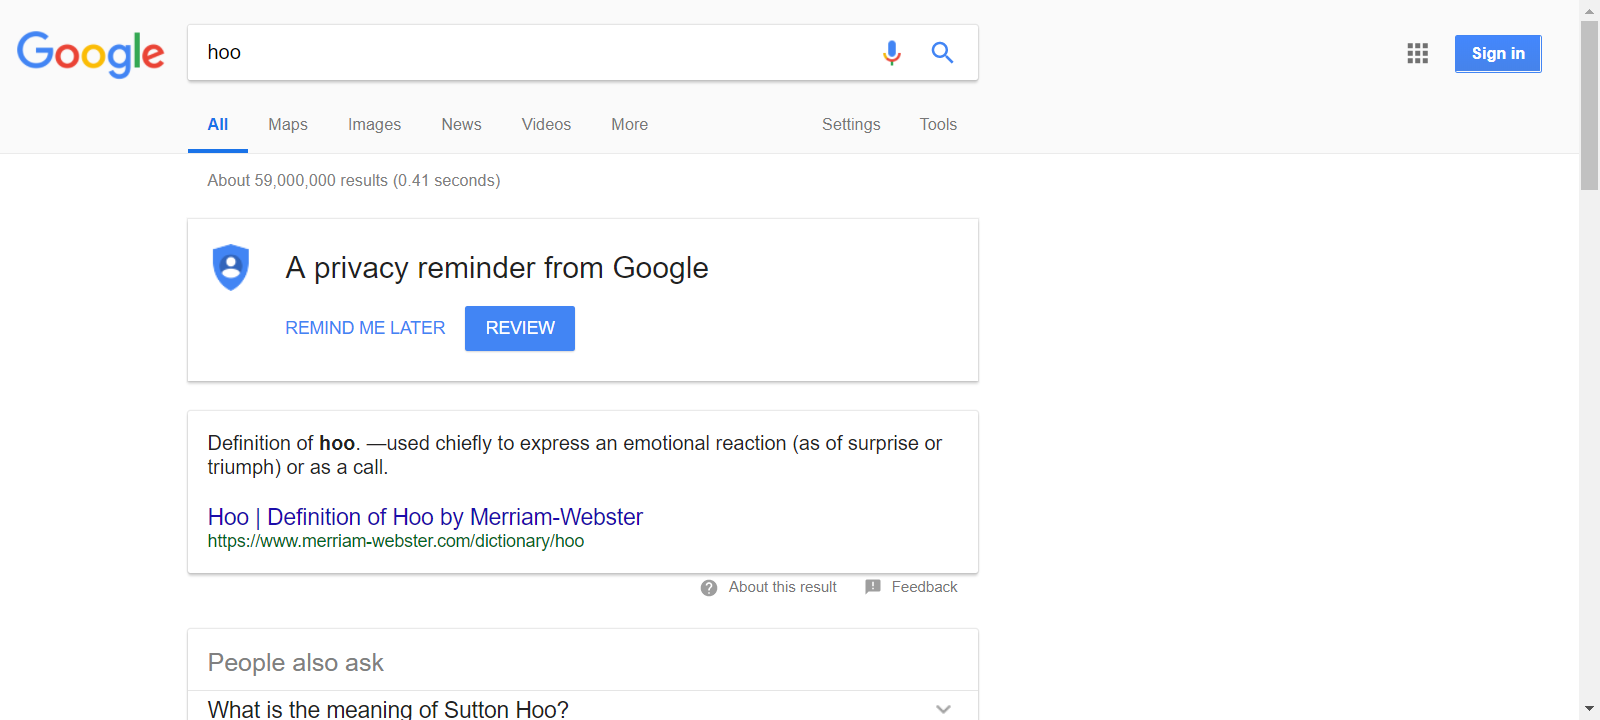 Google
hoo
Sign in
All Maps Images News Videos More Settings Tools
About 59,000,000 results (0.41 seconds)
A privacy reminder from Google
REMIND ME LATER REVIEW
Definition of hoo. —used chiefly to express an emotional reaction (as of surprise or
triumph) or as a call.
Hoo | Definition of Hoo by Merriam-Webster
https://www.merriam-webster.com/dictionary/hoo
About this result Feedback
People also ask
What is the meaning of Sutton Hoo?